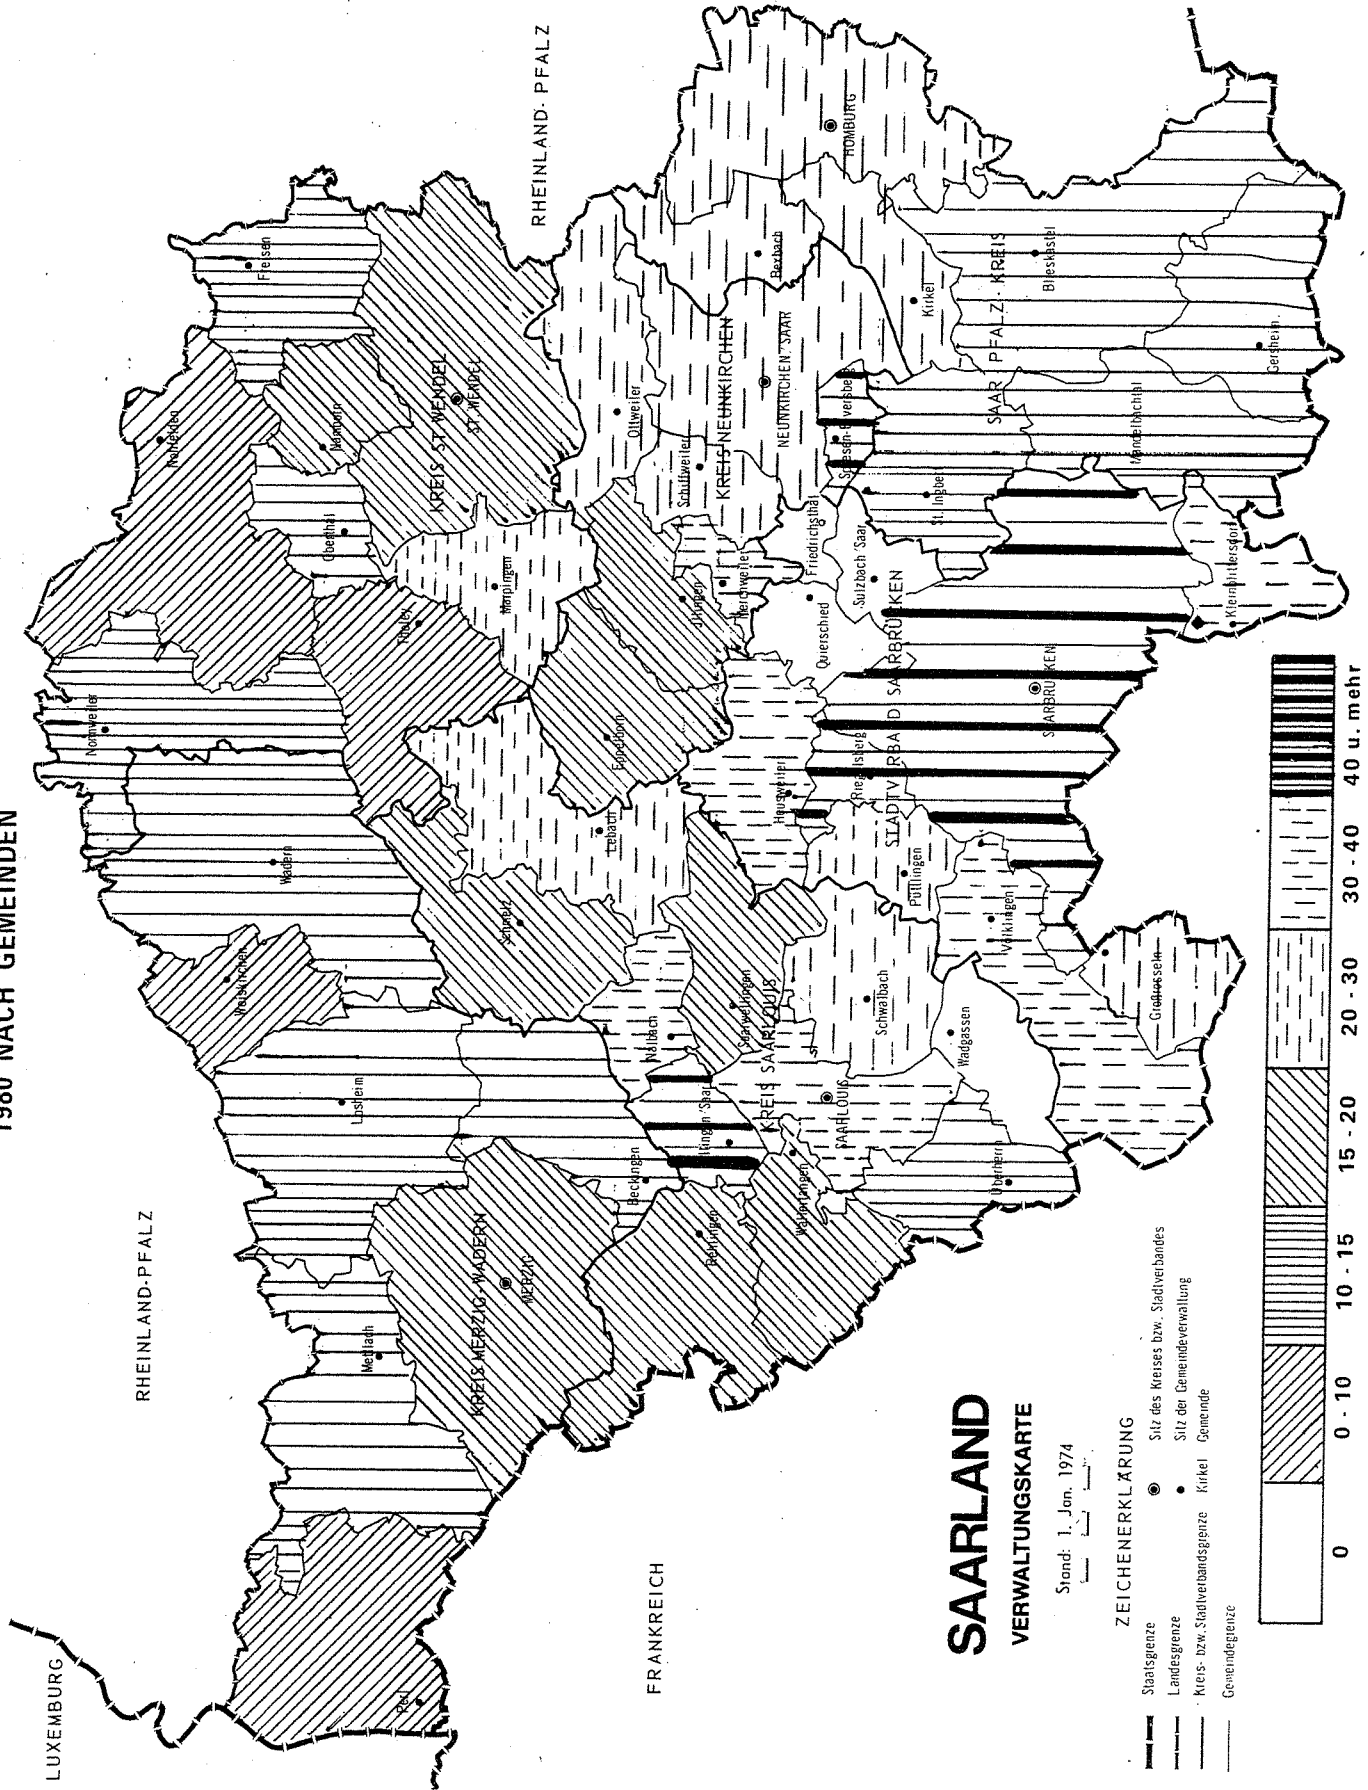 1980 NACH GEMEINDEN
LUXEMBURG
RHEINLAND-PFALZ
RHEINLAND-PFALZ
FRANKREICH
Perl
Mettlach
KREIS MERZIG-WADERN
MERZIG
Losheim
Weiskirchen
Wadern
Beckingen
Nonnweiler
Nohfelden
Freisen
Namborn
Oberthal
KREIS ST. WENDEL
ST. WENDEL
Tholey
Marpingen
Rehlingen
Wallerfangen
Nalbach
Schmelz
Lebach
Saarwellingen
KREIS SAARLOUIS
SAARLOUIS
Schwalbach
Wadgassen
Überherrn
Eppelborn
Illingen
Merchweiler
Schiffweiler
Ottweiler
KREIS NEUNKIRCHEN
NEUNKIRCHEN/SAAR
Heusweiler
Riegelsberg
Püttlingen
Völklingen
Großrosseln
Quierschied
Friedrichsthal
Sulzbach/Saar
STADTVERBAND SAARBRÜCKEN
SAARBRÜCKEN
Kleinblittersdorf
Bexbach
HOMBURG
Kirkel
St. Ingbert
SAAR-PFALZ-KREIS
Blieskastel
Mandelbachtal
Gersheim
SAARLAND
VERWALTUNGSKARTE
Stand: 1. Jan. 1974
ZEICHENERKLÄRUNG
Staatsgrenze
Landesgrenze
Kreis- bzw. Stadtverbandsgrenze
Gemeindegrenze
Sitz des Kreises bzw. Stadtverbandes
Sitz der Gemeindeverwaltung
Kirkel Gemeinde
0 0-10 10-15 15-20 20-30 30-40 40 u. mehr